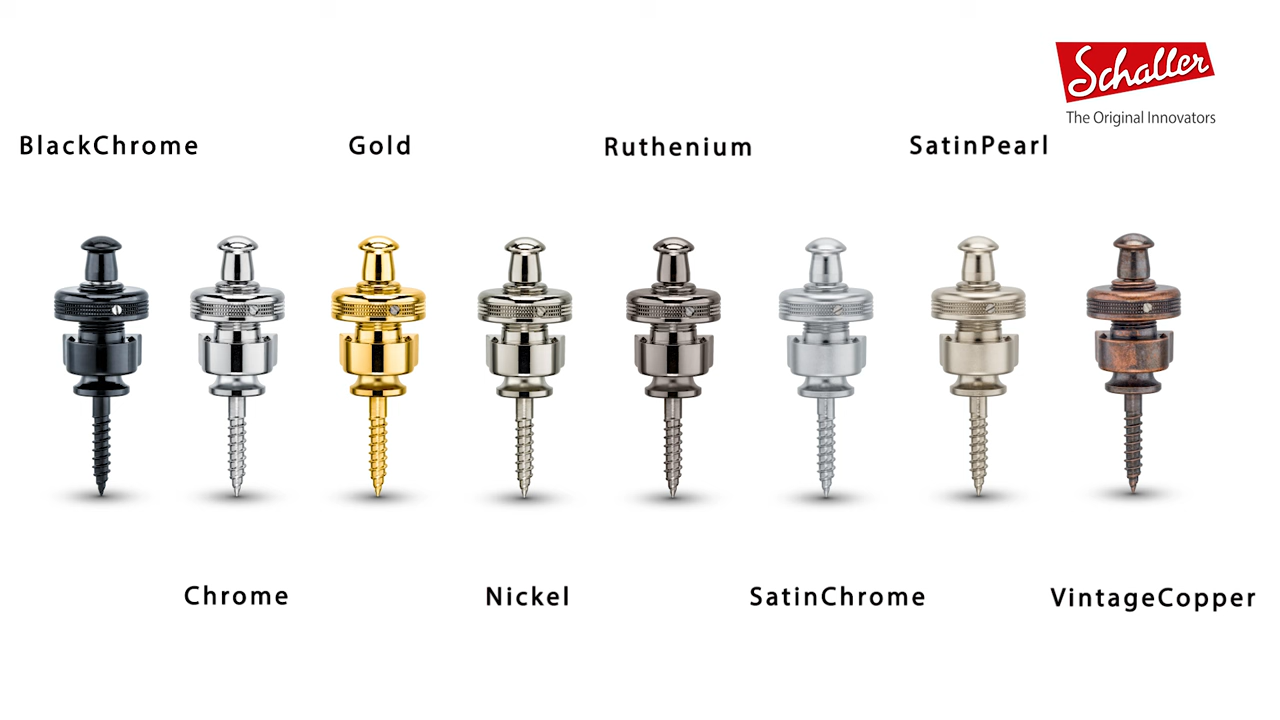 Schaller
The Original Innovators
BlackChrome
Gold
Ruthenium
SatinPearl
Chrome
Nickel
SatinChrome
VintageCopper